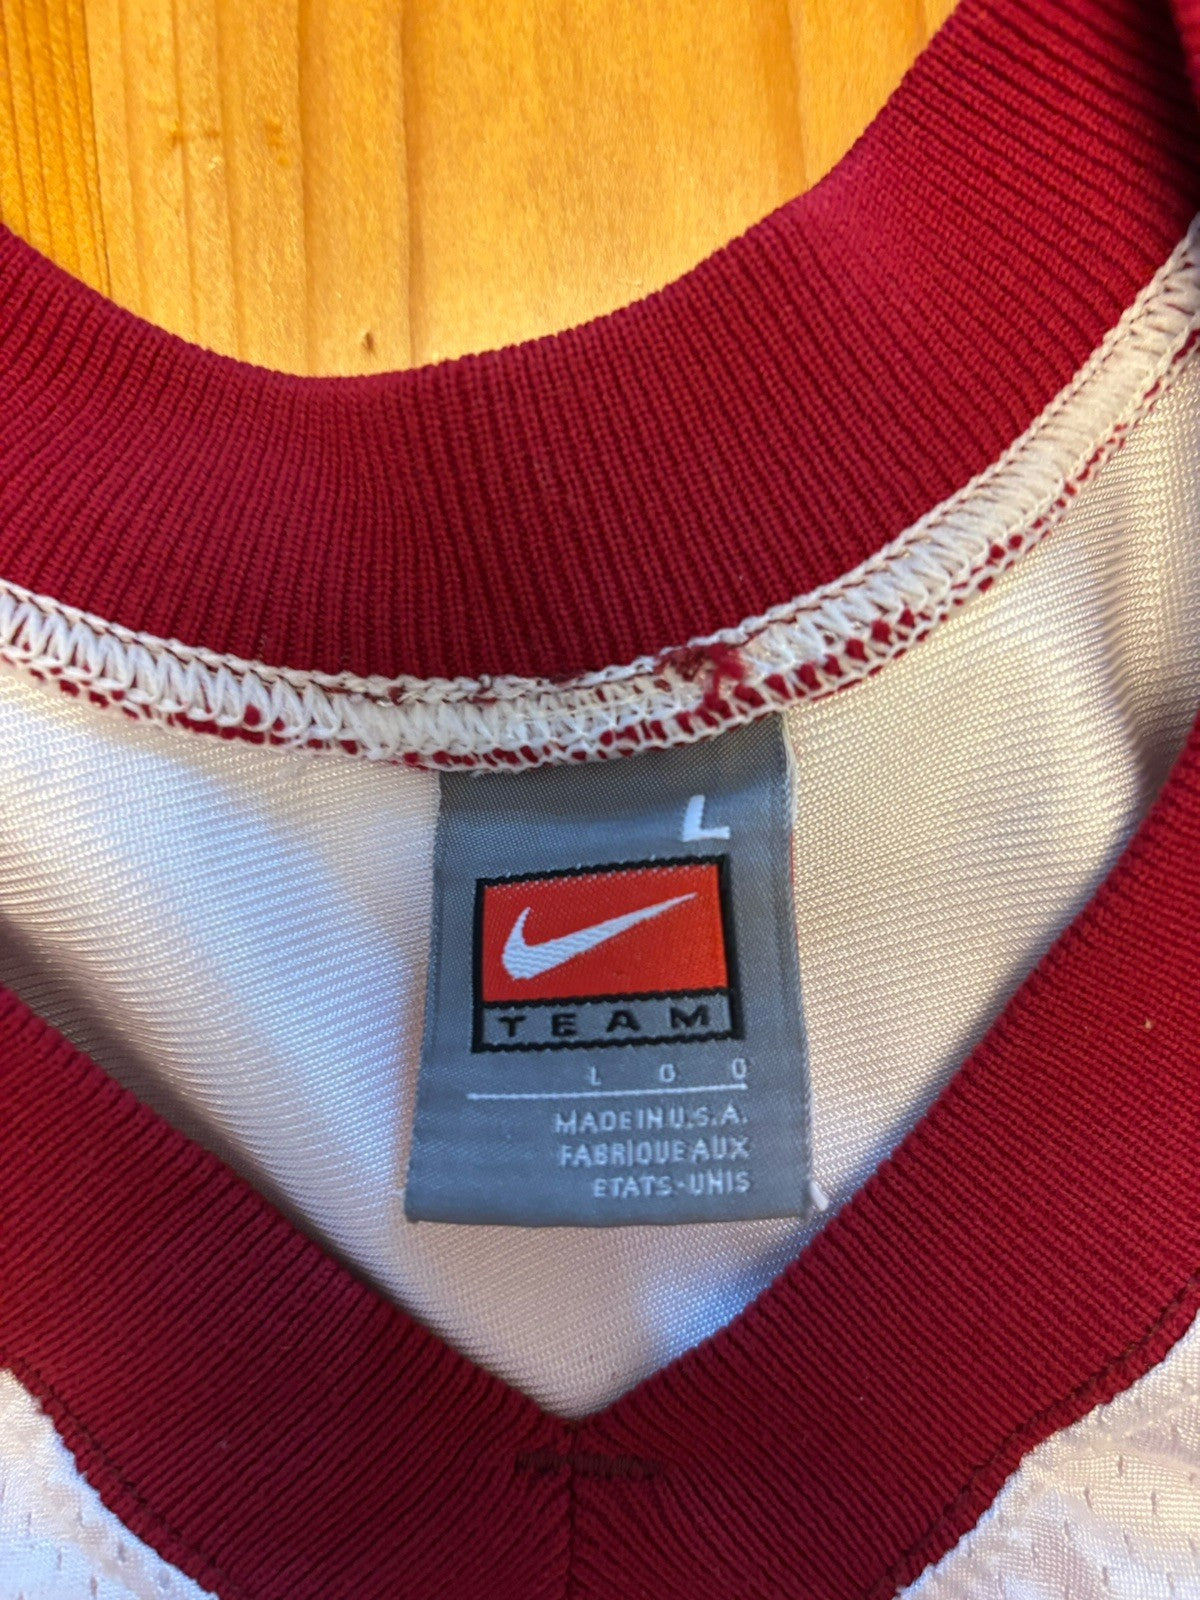 L
TEAM
L G O
MADE IN U.S.A.
FABRIQUE AUX
ETATS-UNIS